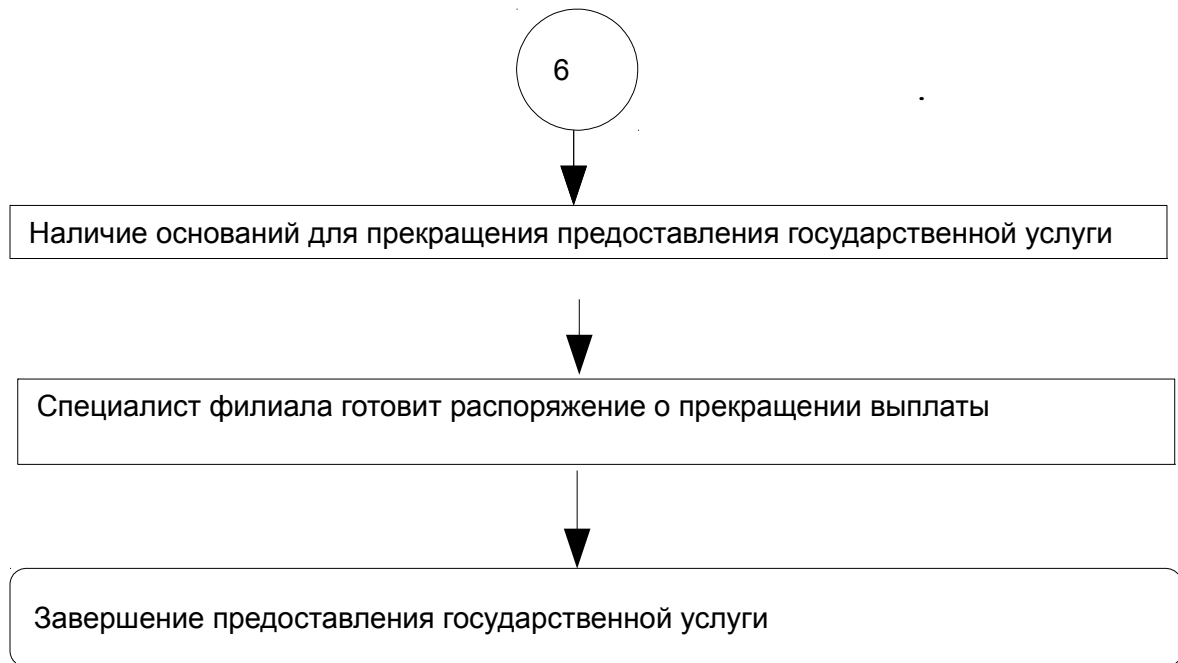 6
Наличие оснований для прекращения предоставления государственной услуги
Специалист филиала готовит распоряжение о прекращении выплаты
Завершение предоставления государственной услуги